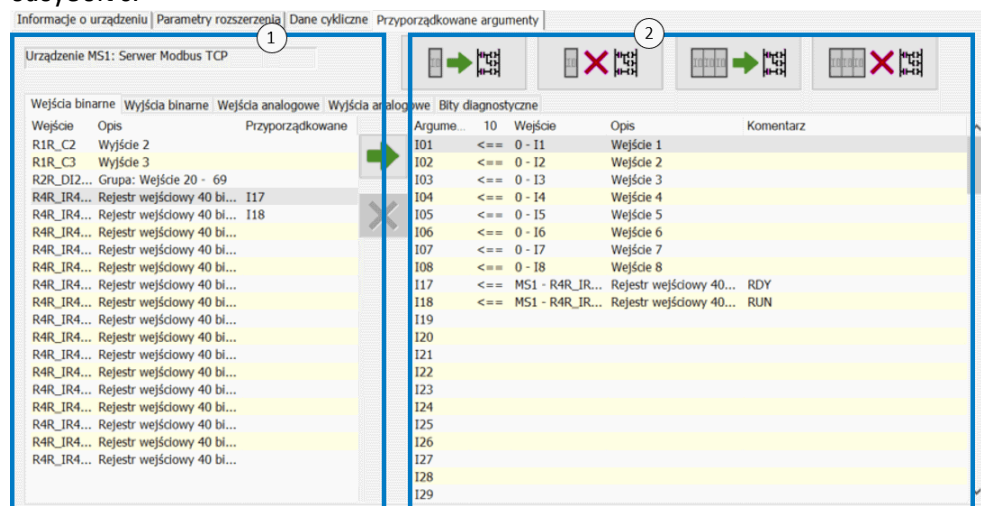 Informacje o urządzeniu Parametry rozszerzenia Dane cykliczne Przyporządkowane argumenty
1
2
Urządzenie MS1: Serwer Modbus TCP
Wejścia binarne Wyjścia binarne Wejścia analogowe Wyjścia analogowe Bity diagnostyczne
Wejście Opis Przyporządkowane
R1R_C2 Wyjście 2
R1R_C3 Wyjście 3
R2R_DI2... Grupa: Wejście 20 - 69
R4R_IR4... Rejestr wejściowy 40 bi... I17
R4R_IR4... Rejestr wejściowy 40 bi... I18
R4R_IR4... Rejestr wejściowy 40 bi...
R4R_IR4... Rejestr wejściowy 40 bi...
R4R_IR4... Rejestr wejściowy 40 bi...
R4R_IR4... Rejestr wejściowy 40 bi...
R4R_IR4... Rejestr wejściowy 40 bi...
R4R_IR4... Rejestr wejściowy 40 bi...
R4R_IR4... Rejestr wejściowy 40 bi...
R4R_IR4... Rejestr wejściowy 40 bi...
R4R_IR4... Rejestr wejściowy 40 bi...
R4R_IR4... Rejestr wejściowy 40 bi...
R4R_IR4... Rejestr wejściowy 40 bi...
R4R_IR4... Rejestr wejściowy 40 bi...
R4R_IR4... Rejestr wejściowy 40 bi...
R4R_IR4... Rejestr wejściowy 40 bi...
Argume... 10 Wejście Opis Komentarz
I01 <== 0 - I1 Wejście 1
I02 <== 0 - I2 Wejście 2
I03 <== 0 - I3 Wejście 3
I04 <== 0 - I4 Wejście 4
I05 <== 0 - I5 Wejście 5
I06 <== 0 - I6 Wejście 6
I07 <== 0 - I7 Wejście 7
I08 <== 0 - I8 Wejście 8
I17 <== MS1 - R4R_IR... Rejestr wejściowy 40... RDY
I18 <== MS1 - R4R_IR... Rejestr wejściowy 40... RUN
I19
I20
I21
I22
I23
I24
I25
I26
I27
I28
I29